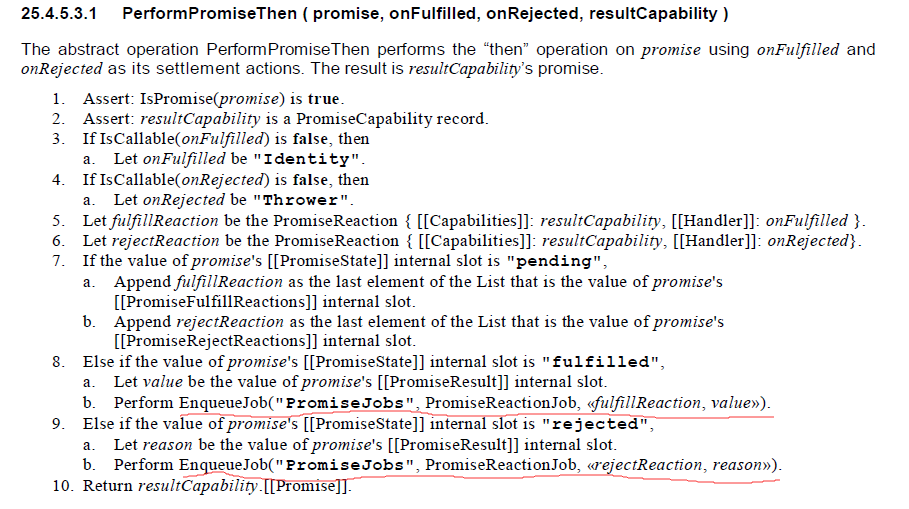 25.4.5.3.1 PerformPromiseThen ( promise, onFulfilled, onRejected, resultCapability )
The abstract operation PerformPromiseThen performs the “then” operation on promise using onFulfilled and
onRejected as its settlement actions. The result is resultCapability’s promise.
1. Assert: IsPromise(promise) is true.
2. Assert: resultCapability is a PromiseCapability record.
3. If IsCallable(onFulfilled) is false, then
a. Let onFulfilled be "Identity".
4. If IsCallable(onRejected) is false, then
a. Let onRejected be "Thrower".
5. Let fulfillReaction be the PromiseReaction { [[Capabilities]]: resultCapability, [[Handler]]: onFulfilled }.
6. Let rejectReaction be the PromiseReaction { [[Capabilities]]: resultCapability, [[Handler]]: onRejected}.
7. If the value of promise's [[PromiseState]] internal slot is "pending",
a. Append fulfillReaction as the last element of the List that is the value of promise's
[[PromiseFulfillReactions]] internal slot.
b. Append rejectReaction as the last element of the List that is the value of promise's
[[PromiseRejectReactions]] internal slot.
8. Else if the value of promise's [[PromiseState]] internal slot is "fulfilled",
a. Let value be the value of promise's [[PromiseResult]] internal slot.
b. Perform EnqueueJob("PromiseJobs", PromiseReactionJob, «fulfillReaction, value»).
9. Else if the value of promise's [[PromiseState]] internal slot is "rejected",
a. Let reason be the value of promise's [[PromiseResult]] internal slot.
b. Perform EnqueueJob("PromiseJobs", PromiseReactionJob, «rejectReaction, reason»).
10. Return resultCapability.[[Promise]].